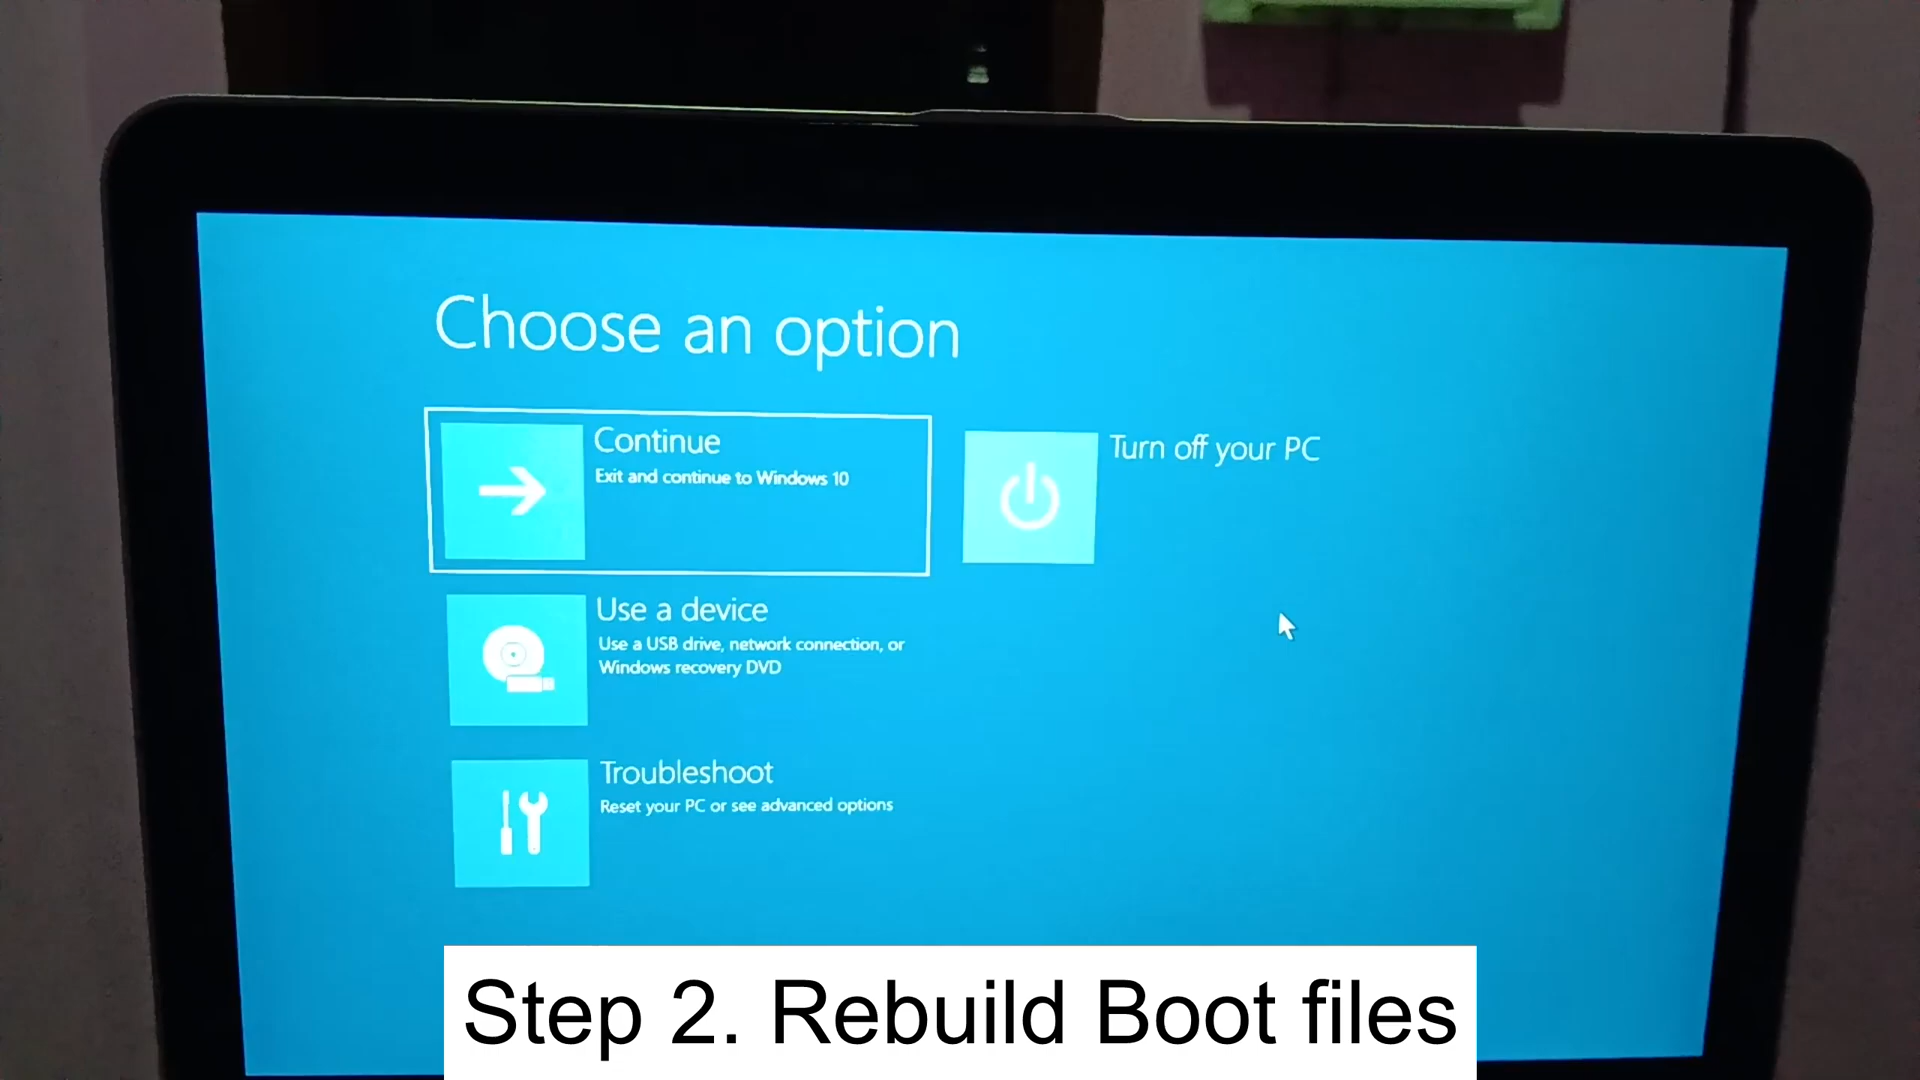 Choose an option
Continue
Exit and continue to Windows 10
Turn off your PC
Use a device
Use a USB drive, network connection, or
Windows recovery DVD
Troubleshoot
Reset your PC or see advanced options
Step 2. Rebuild Boot files